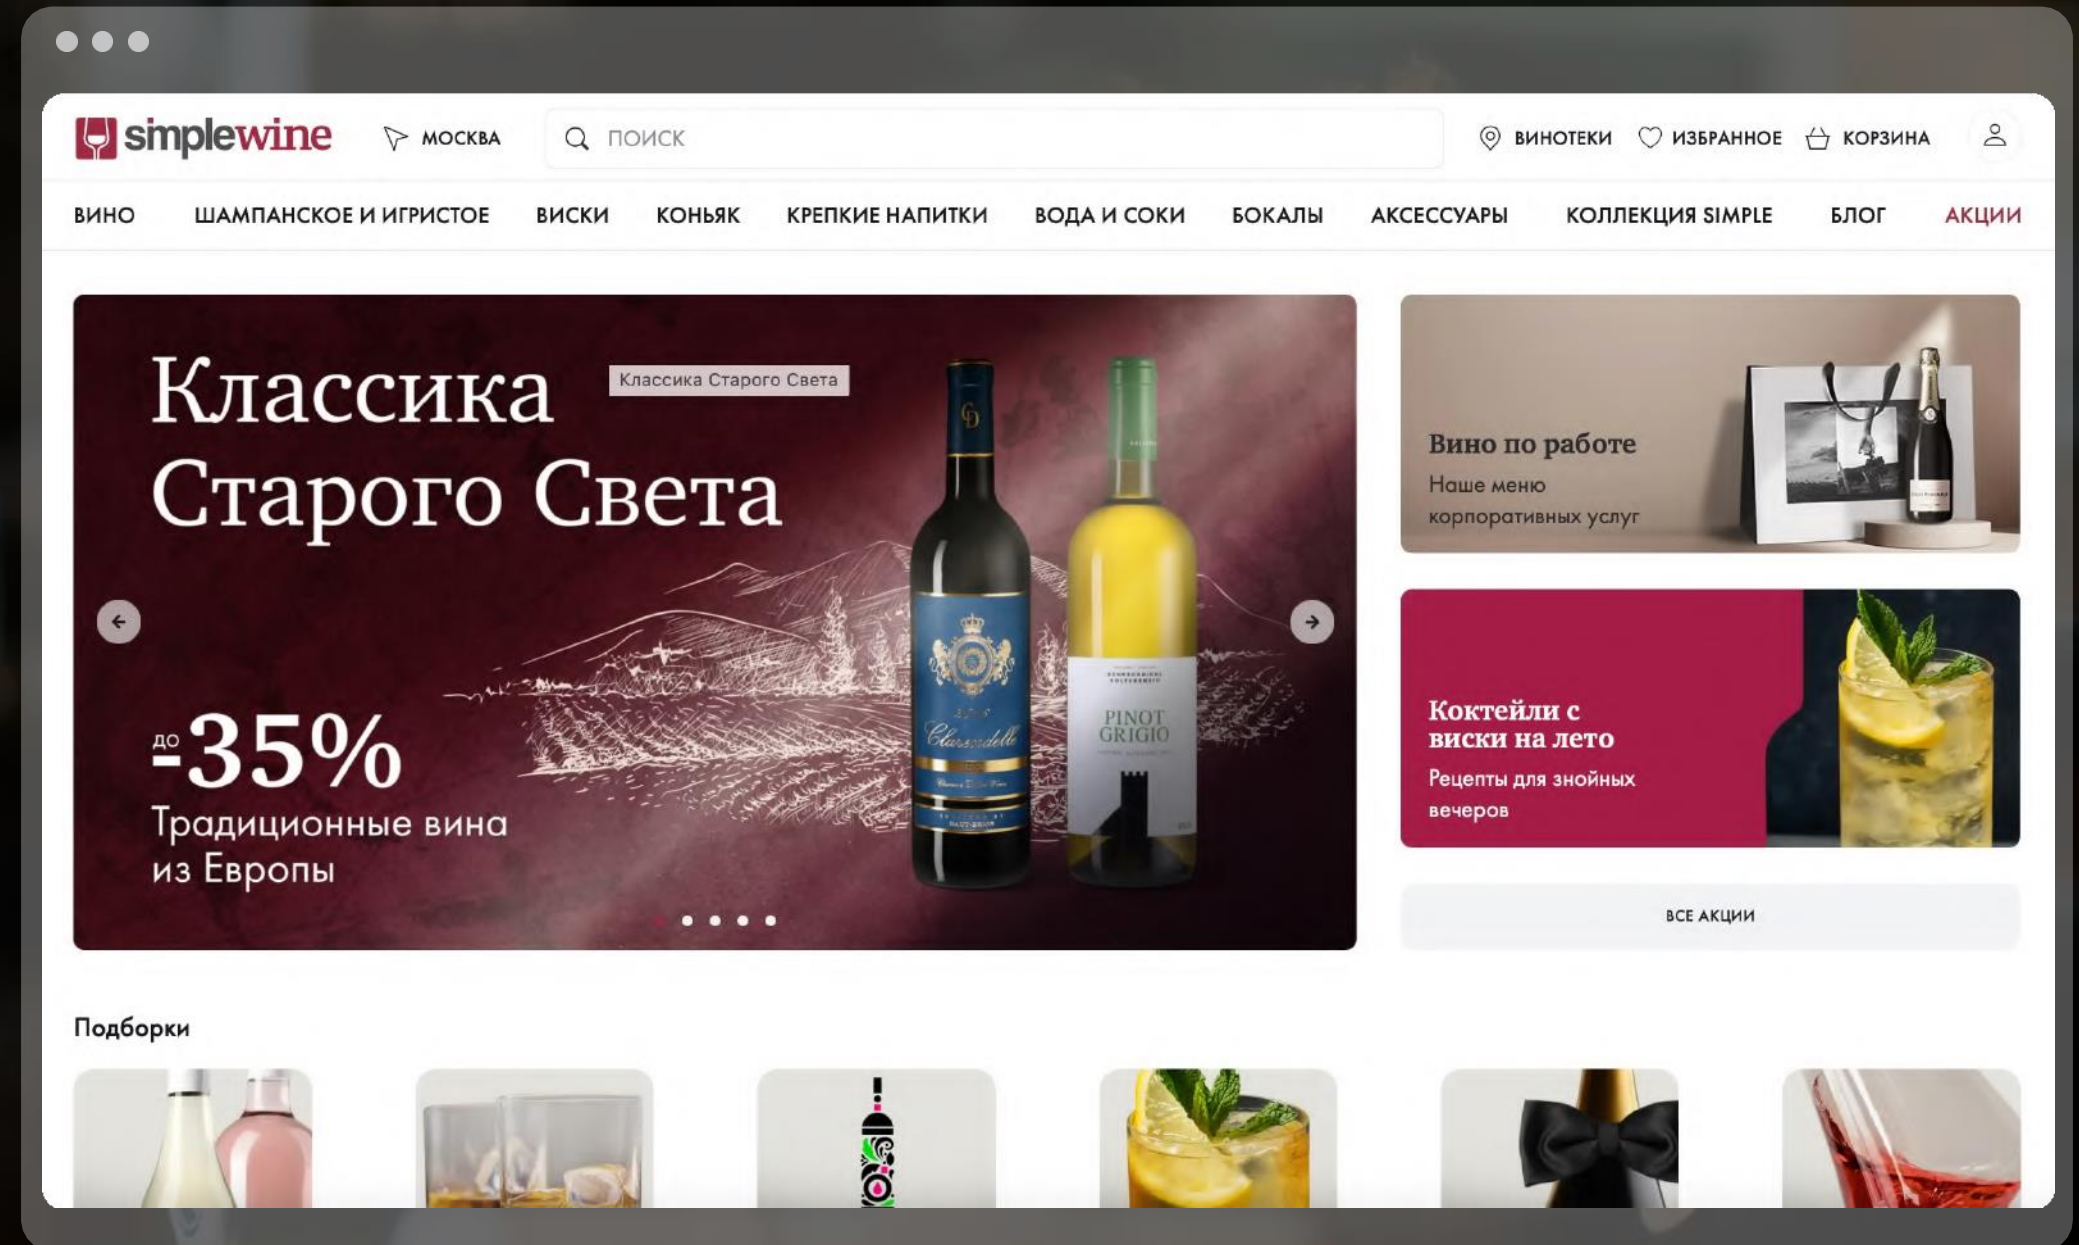 simplewine
МОСКВА
ПОИСК
ВИНОТЕКИ
ИЗБРАННОЕ
КОРЗИНА
ВИНО
ШАМПАНСКОЕ И ИГРИСТОЕ
ВИСКИ
КОНЬЯК
КРЕПКИЕ НАПИТКИ
ВОДА И СОКИ
БОКАЛЫ
АКСЕССУАРЫ
КОЛЛЕКЦИЯ SIMPLE
БЛОГ
АКЦИИ
Классика
Старого Света
Классика Старого Света
до
-35%
Традиционные вина
из Европы
Clarendelle
PINOT
GRIGIO
Вино по работе
Наше меню
корпоративных услуг
Коктейли с
виски на лето
Рецепты для знойных
вечеров
ВСЕ АКЦИИ
Подборки